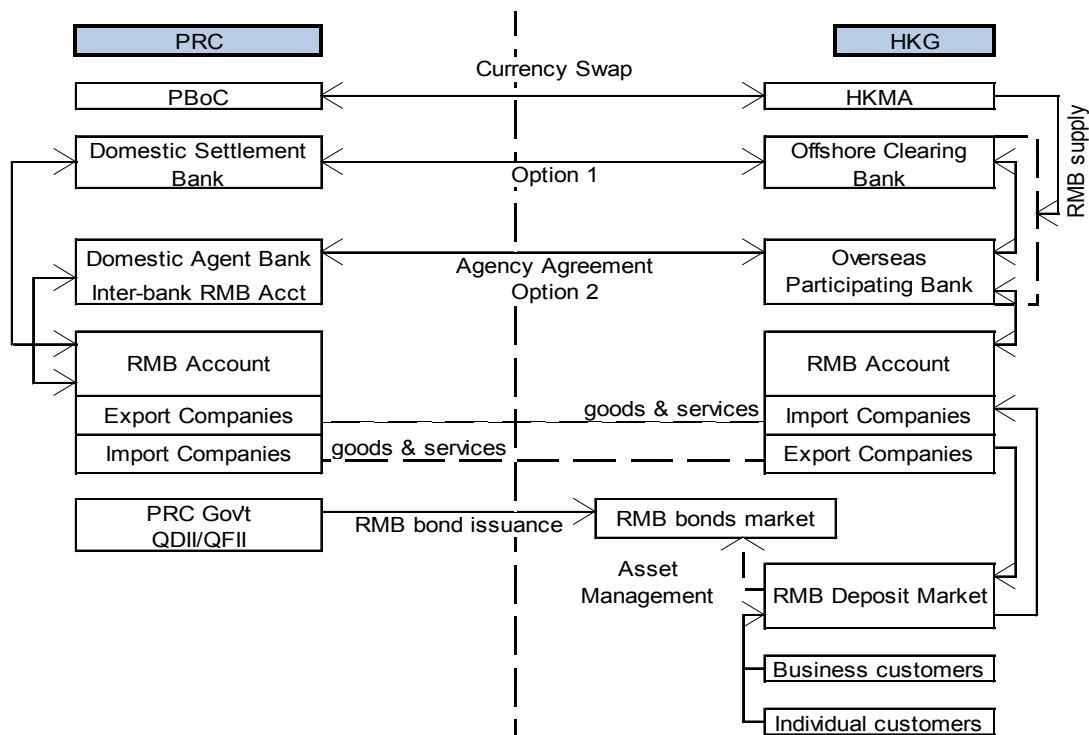 PRC
HKG
Currency Swap
PBoC
HKMA
RMB supply
Domestic Settlement
Bank
Offshore Clearing
Bank
Option 1
Domestic Agent Bank
Inter-bank RMB Acct
Agency Agreement
Option 2
Overseas
Participating Bank
RMB Account
RMB Account
Export Companies
goods & services
Import Companies
Import Companies
goods & services
Export Companies
PRC Gov't
QDII/QFII
RMB bond issuance
RMB bonds market
Asset
Management
RMB Deposit Market
Business customers
Individual customers